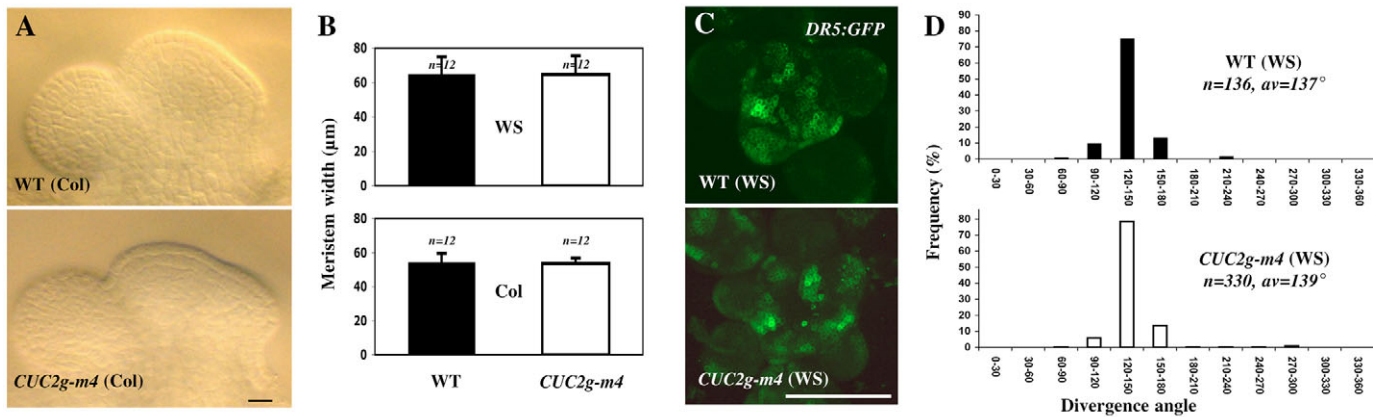 A
WT (Col)
CUC2g-m4 (Col)
B
Meristem width (µm)
80
60
40
20
0
n=12
n=12
WS
80
60
40
20
0
n=12
n=12
Col
WT
CUC2g-m4
C
DR5:GFP
WT (WS)
CUC2g-m4 (WS)
D
Frequency (%)
90
80
70
60
50
40
30
20
10
0
WT (WS)
n=136, av=137°
0-30
30-60
60-90
90-120
120-150
150-180
180-210
210-240
240-270
270-300
300-330
330-360
90
80
70
60
50
40
30
20
10
0
CUC2g-m4 (WS)
n=330, av=139°
0-30
30-60
60-90
90-120
120-150
150-180
180-210
210-240
240-270
270-300
300-330
330-360
Divergence angle